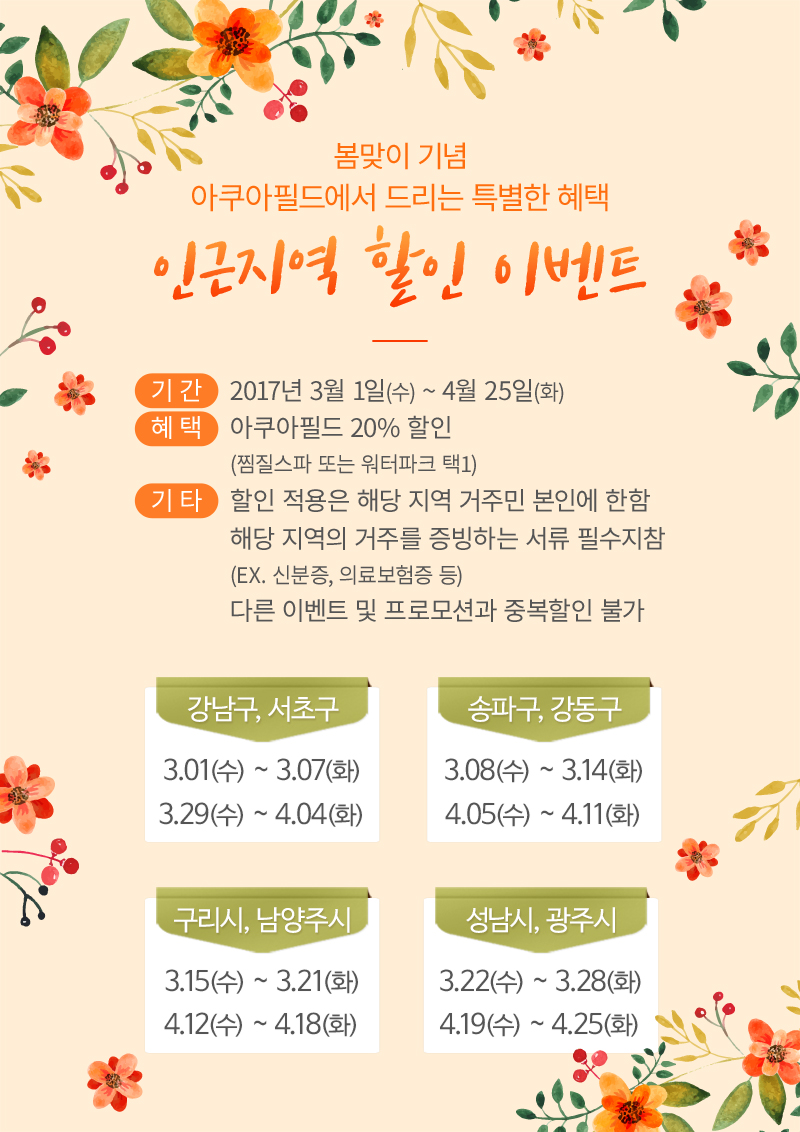 봄맞이 기념
아쿠아필드에서 드리는 특별한 혜택
인근지역 할인 이벤트
기 간 2017년 3월 1일(수) ~ 4월 25일(화)
혜 택 아쿠아필드 20% 할인
(찜질스파 또는 워터파크 택1)
기 타 할인 적용은 해당 지역 거주민 본인에 한함
해당 지역의 거주를 증빙하는 서류 필수지참
(EX. 신분증, 의료보험증 등)
다른 이벤트 및 프로모션과 중복할인 불가
강남구, 서초구
3.01(수) ~ 3.07(화)
3.29(수) ~ 4.04(화)
송파구, 강동구
3.08(수) ~ 3.14(화)
4.05(수) ~ 4.11(화)
구리시, 남양주시
3.15(수) ~ 3.21(화)
4.12(수) ~ 4.18(화)
성남시, 광주시
3.22(수) ~ 3.28(화)
4.19(수) ~ 4.25(화)